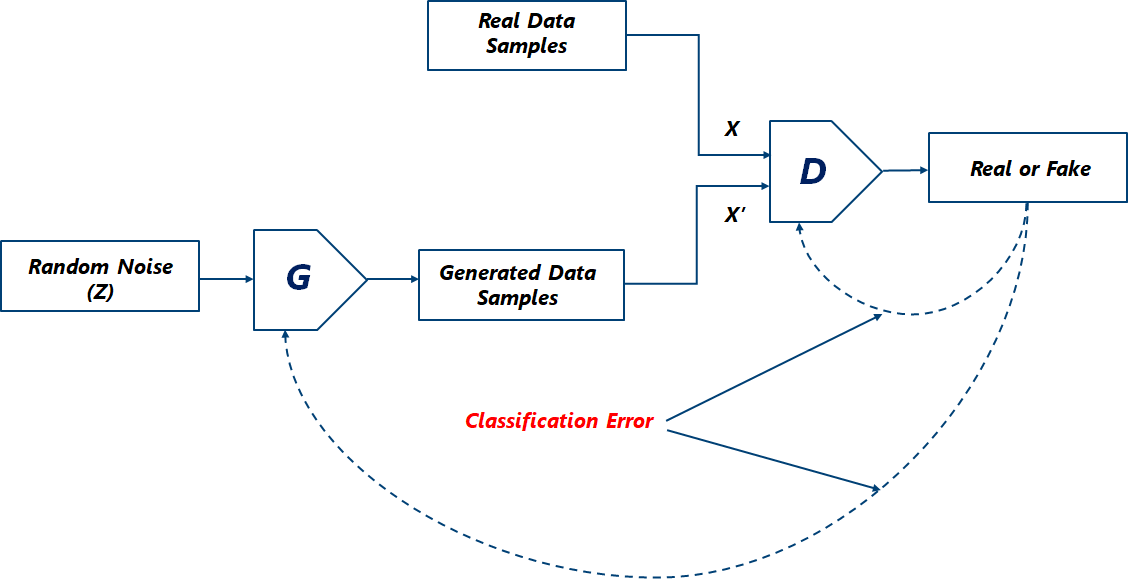 Real Data
Samples
X
D
Real or Fake
X'
Random Noise
(Z)
G
Generated Data
Samples
Classification Error